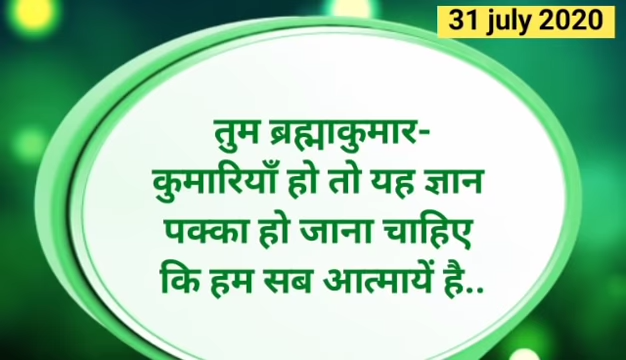 31 july 2020
तुम ब्रह्माकुमार-
कुमारियाँ हो तो यह ज्ञान
पक्का हो जाना चाहिए
कि हम सब आत्मायें है..